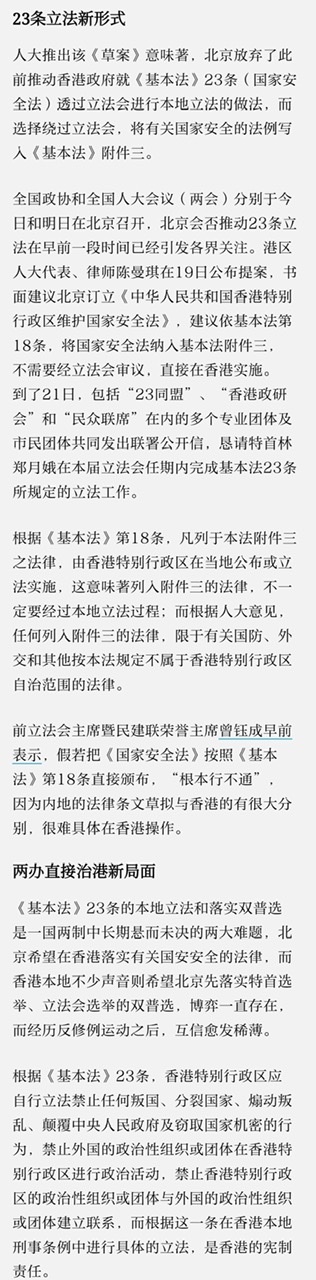 23条立法新形式
人大推出该《草案》意味著，北京放弃了此
前推动香港政府就《基本法》23条（国家安
全法）透过立法会进行本地立法的做法，而
选择绕过立法会，将有关国家安全的法例写
入《基本法》附件三。
全国政协和全国人大会议（两会）分别于今
日和明日在北京召开，北京会否推动23条立
法在早前一段时间已经引发各界关注。港区
人大代表、律师陈曼琪在19日公布提案，书
面建议北京订立《中华人民共和国香港特别
行政区维护国家安全法》，建议依基本法第
18条，将国家安全法纳入基本法附件三，
不需要经立法会审议，直接在香港实施。
到了21日，包括“23同盟”、“香港政研
会”和“民众联席”在内的多个专业团体及
市民团体共同发出联署公开信，恳请特首林
郑月娥在本届立法会任期内完成基本法23条
所规定的立法工作。
根据《基本法》第18条，凡列于本法附件三
之法律，由香港特别行政区在当地公布或立
法实施，这意味著列入附件三的法律，不一
定要经过本地立法过程；而根据人大意见，
任何列入附件三的法律，限于有关国防、外
交和其他按本法规定不属于香港特别行政区
自治范围的法律。
前立法会主席暨民建联荣誉主席曾钰成早前
表示，假若把《国家安全法》按照《基本
法》第18条直接颁布，“根本行不通”，
因为内地的法律条文草拟与香港的有很大分
别，很难具体在香港操作。
两办直接治港新局面
《基本法》23条的本地立法和落实双普选
是一国两制中长期悬而未决的两大难题，北
京希望在香港落实有关国安安全的法律，而
香港本地不少声音则希望北京先落实特首选
举、立法会选举的双普选，博弈一直存在，
而经历反修例运动之后，互信愈发稀薄。
根据《基本法》23条，香港特别行政区应
自行立法禁止任何叛国、分裂国家、煽动叛
乱、颠覆中央人民政府及窃取国家机密的行
为，禁止外国的政治性组织或团体在香港特
别行政区进行政治活动，禁止香港特别行政
区的政治性组织或团体与外国的政治性组织
或团体建立联系，而根据这一条在香港本地
刑事条例中进行具体的立法，是香港的宪制
责任。